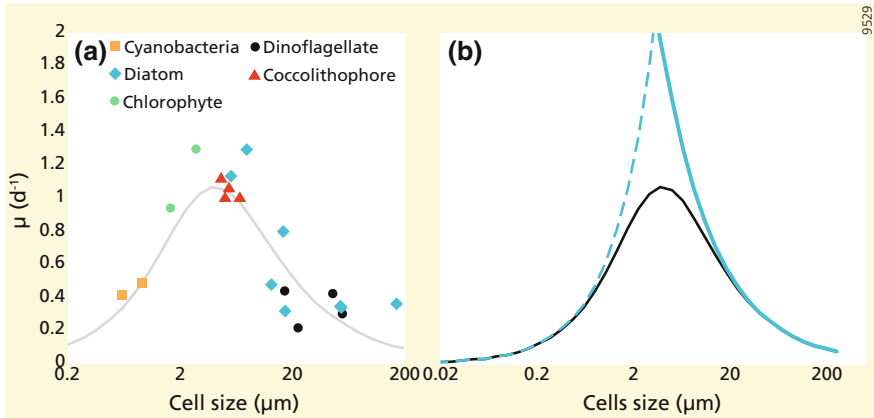 9529
(a)
Cyanobacteria
Dinoflagellate
Diatom
Coccolithophore
Chlorophyte
μ (d-1)
2
1.8
1.6
1.4
1.2
1
0.8
0.6
0.4
0.2
0
0.2 2 20 200
Cell size (μm)
(b)
0.02 0.2 2 20 200
Cells size (μm)